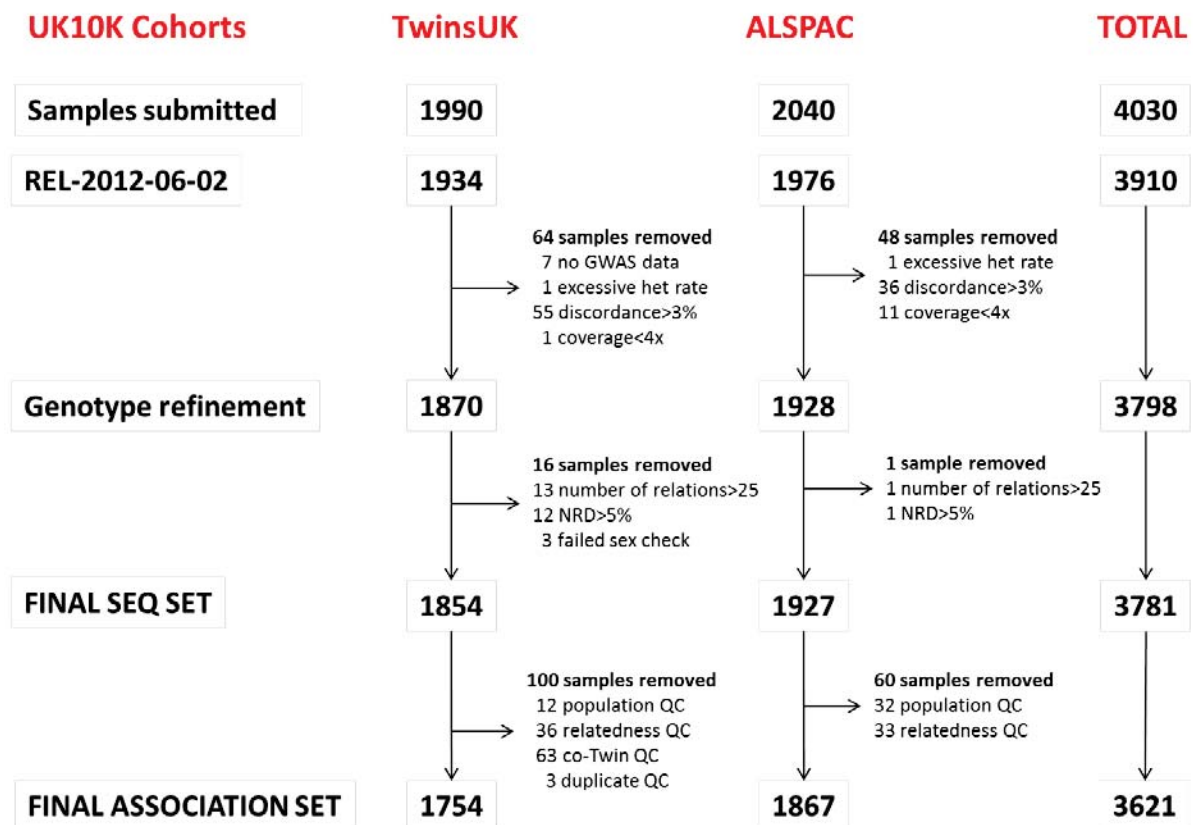 UK10K Cohorts TwinsUK ALSPAC TOTAL
Samples submitted 1990 2040 4030
REL-2012-06-02 1934 1976 3910
64 samples removed
7 no GWAS data
1 excessive het rate
55 discordance>3%
1 coverage<4x
48 samples removed
1 excessive het rate
36 discordance>3%
11 coverage<4x
Genotype refinement 1870 1928 3798
16 samples removed
13 number of relations>25
12 NRD>5%
3 failed sex check
1 sample removed
1 number of relations>25
1 NRD>5%
FINAL SEQ SET 1854 1927 3781
100 samples removed
12 population QC
36 relatedness QC
63 co-Twin QC
3 duplicate QC
60 samples removed
32 population QC
33 relatedness QC
FINAL ASSOCIATION SET 1754 1867 3621